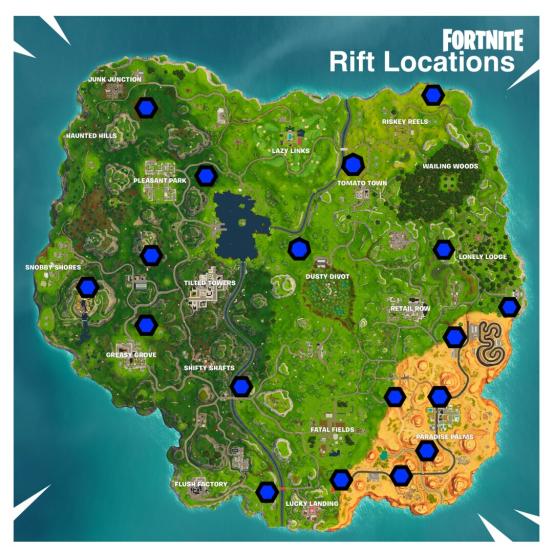 FORTNITE
Rift Locations
JUNK JUNCTION
RISKEY REELS
HAUNTED HILLS
LAZY LINKS
WAILING WOODS
PLEASANT PARK
TOMATO TOWN
LONELY LODGE
SNOBBY SHORES
DUSTY DIVOT
TILTED TOWERS
RETAIL ROW
GREASY GROVE
SHIFTY SHAFTS
FATAL FIELDS
PARADISE PALMS
FLUSH FACTORY
LUCKY LANDING